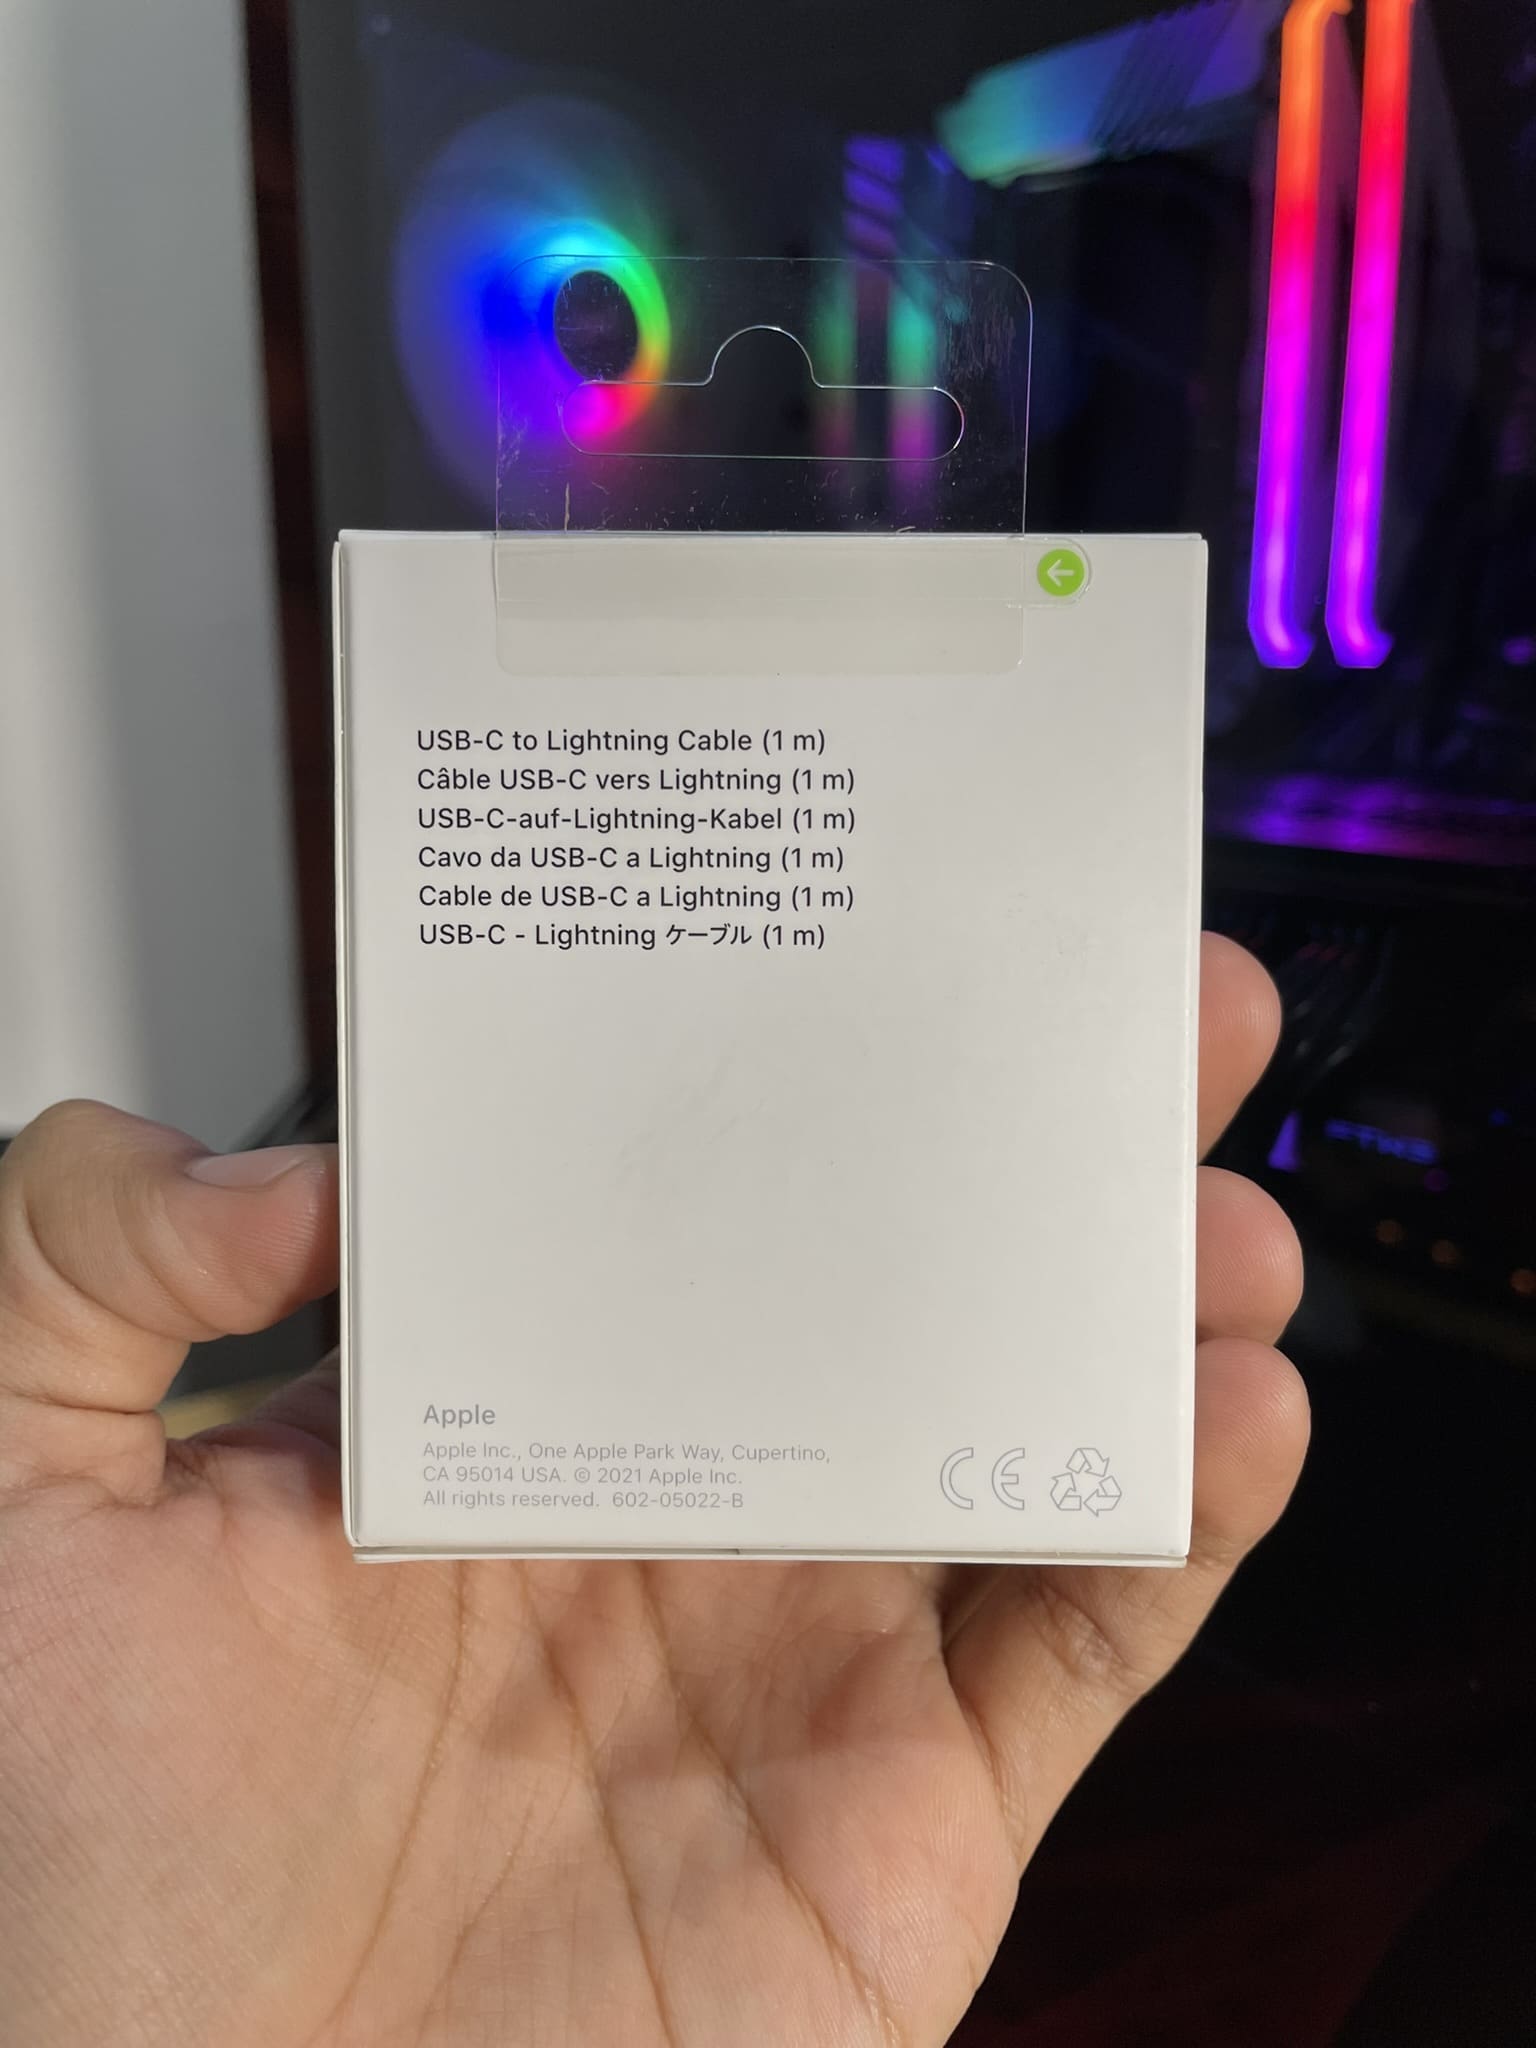 USB-C to Lightning Cable (1 m)
Câble USB-C vers Lightning (1 m)
USB-C-auf-Lightning-Kabel (1 m)
Cavo da USB-C a Lightning (1 m)
Cable de USB-C a Lightning (1 m)
USB-C - Lightning ケーブル (1 m)
Apple
Apple Inc., One Apple Park Way, Cupertino,
CA 95014 USA. © 2021 Apple Inc.
All rights reserved.  602-05022-B
CE